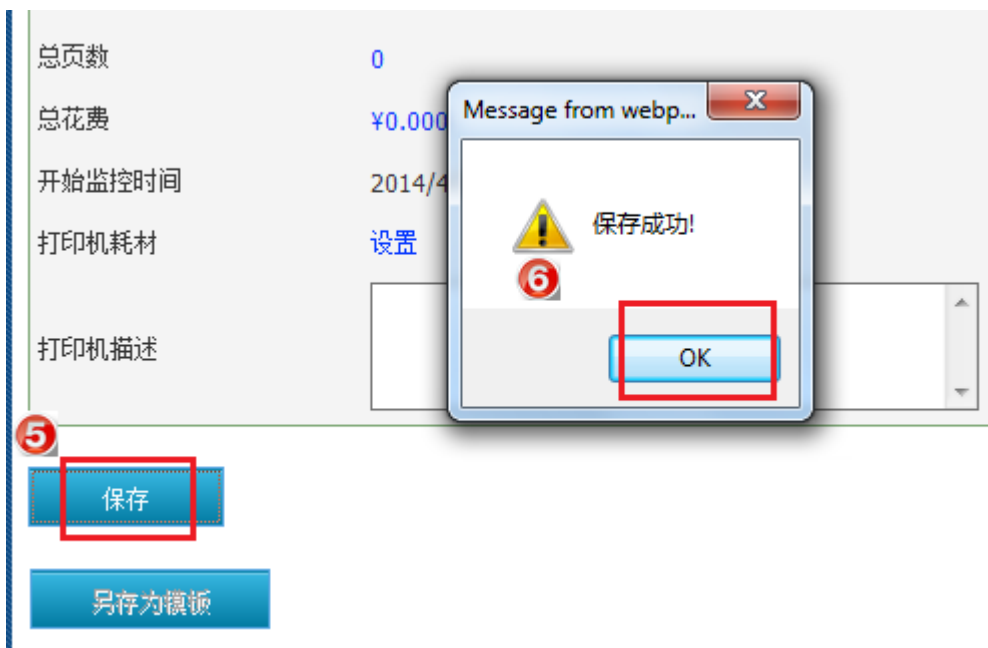 总页数
0
总花费
¥0.000
开始监控时间
2014/4
打印机耗材
设置
打印机描述
Message from webp...
X
保存成功!
6
OK
5
保存
另存为模板